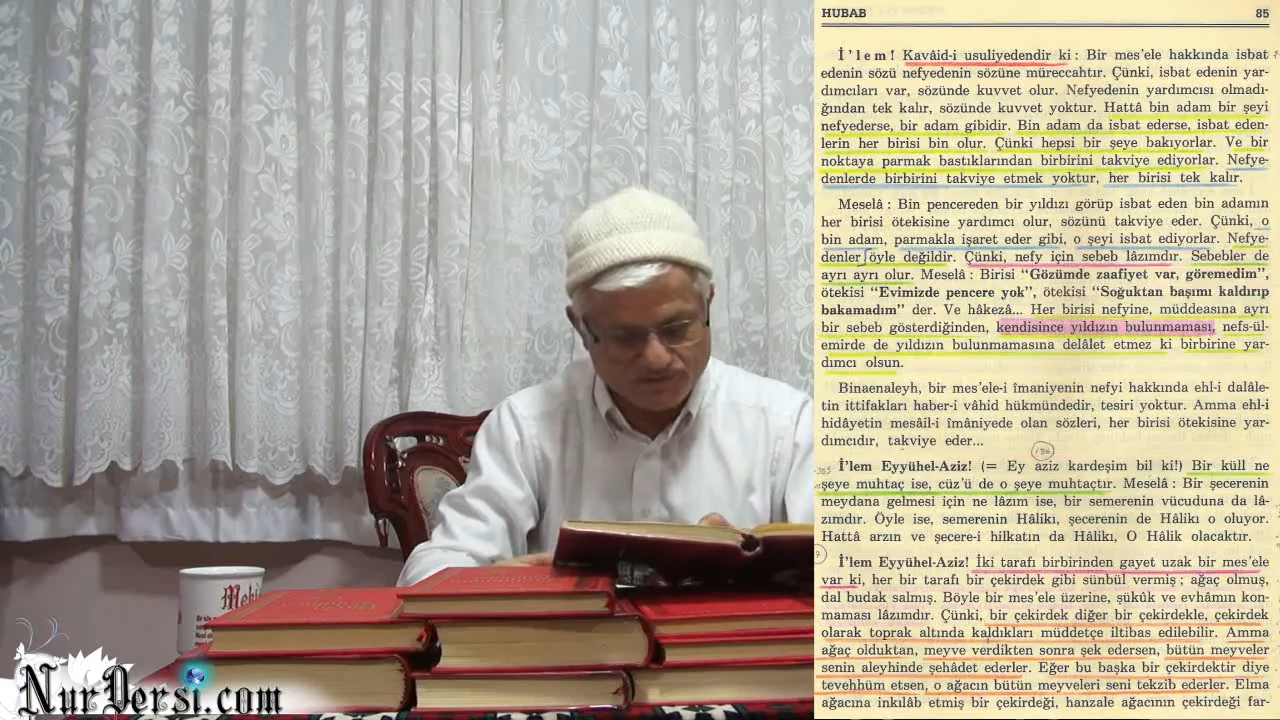 HUBAB 85
İ'lem! Kavâid-i usuliyedendir ki: Bir mes'ele hakkında isbat
edenin sözü nefyedenin sözüne müreccahtır. Çünki, isbat edenin yar-
dımcıları var, sözünde kuvvet olur. Nefyedenin yardımcısı olmadı-
ğından tek kalır, sözünde kuvvet yoktur. Hattâ bin adam bir şeyi
nefyederse, bir adam gibidir. Bin adam da isbat ederse, isbat eden-
lerin her birisi bin olur. Çünki hepsi bir şeye bakıyorlar. Ve bir
noktaya parmak bastıklarından birbirini takviye ediyorlar. Nefye-
denlerde birbirini takviye etmek yoktur, her birisi tek kalır.
Meselâ: Bin pencereden bir yıldızı görüp isbat eden bin adamın
her birisi ötekisine yardımcı olur, sözünü takviye eder. Çünki, o
bin adam, parmakla işaret eder gibi, o şeyi isbat ediyorlar. Nefye-
denler öyle değildir. Çünki, nefy için sebeb lâzımdır. Sebebler de
ayrı ayrı olur. Meselâ: Birisi "Gözümde zaafiyet var, göremedim",
ötekisi "Evimizde pencere yok", ötekisi "Soğuktan başımı kaldırıp
bakamadım" der. Ve hâkezâ... Her birisi nefyine, müddeasına ayrı
bir sebeb gösterdiğinden, kendisince yıldızın bulunmaması, nefs-ül-
emirde de yıldızın bulunmamasına delâlet etmez ki birbirine yar-
dımcı olsun.
Binaenaleyh, bir mes'ele-i îmaniyenin nefyi hakkında ehl-i dalâle-
tin ittifakları haber-i vâhid hükmündedir, tesiri yoktur. Amma ehl-i
hidâyetin mesâil-i îmâniyede olan sözleri, her birisi ötekisine yar-
dımcıdır, takviye eder...
İ'lem Eyyühel-Aziz! (= Ey aziz kardeşim bil ki!) Bir küll ne
şeye muhtaç ise, cüz'ü de o şeye muhtaçtır. Meselâ: Bir şecerenin
meydana gelmesi için ne lâzım ise, bir semerenin vücuduna da lâ-
zımdır. Öyle ise, semerenin Hâlikı, şecerenin de Hâlikı o oluyor.
Hattâ arzın ve şecere-i hilkatın da Hâlikı, O Hâlik olacaktır.
İ'lem Eyyühel-Aziz! İki tarafı birbirinden gayet uzak bir mes'ele
var ki, her bir tarafı bir çekirdek gibi sünbül vermiş; ağaç olmuş,
dal budak salmış. Böyle bir mes'ele üzerine, şükûk ve evhamın kon-
maması lâzımdır. Çünki, bir çekirdek diğer bir çekirdekle, çekirdek
olarak toprak altında kaldıkları müddetçe iltibas edilebilir. Amma
ağaç olduktan, meyve verdikten sonra şek edersen, bütün meyveler
senin aleyhinde şehâdet ederler. Eğer bu başka bir çekirdektir diye
tevehhüm etsen, o ağacın bütün meyveleri seni tekzib ederler. Elma
ağacına inkılâb etmiş bir çekirdeği, hanzale ağacının çekirdeği far-
NurDersi.com